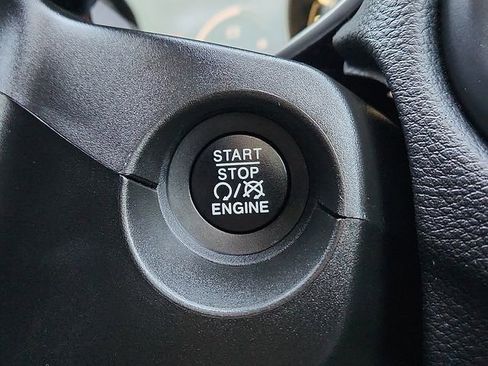 START
STOP
/
ENGINE